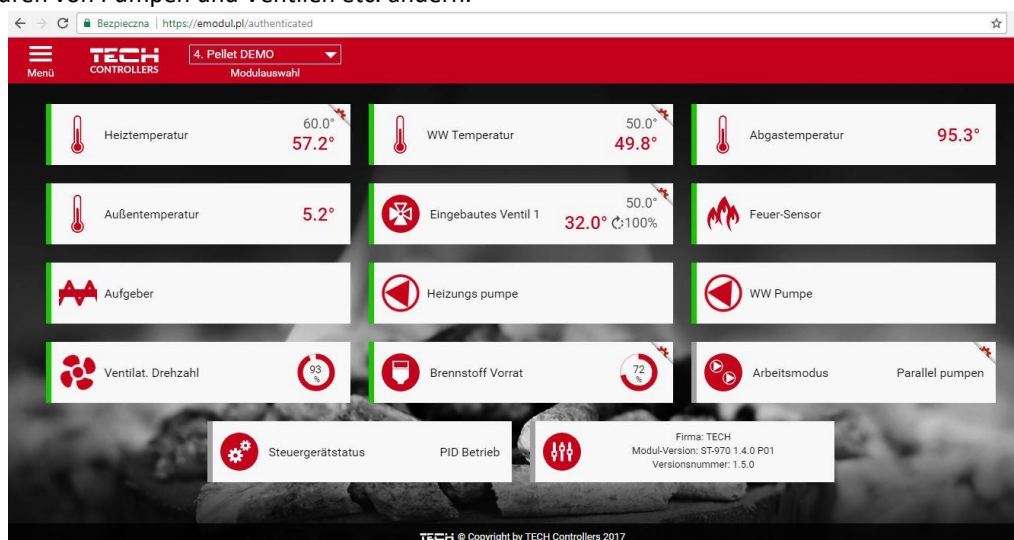 von Pumpen und Ventilen etc. ändern.
Bezpieczna | https://emodul.pl/authenticated
Menü
TECH
CONTROLLERS
4. Pellet DEMO
Modulauswahl
Heiztemperatur
60.0°
57.2°
WW Temperatur
50.0°
49.8°
Abgastemperatur
95.3°
Außentemperatur
5.2°
Eingebautes Ventil 1
50.0°
32.0° 100%
Feuer-Sensor
Aufgeber
Heizungs pumpe
WW Pumpe
Ventilat. Drehzahl
93
%
Brennstoff Vorrat
72
%
Arbeitsmodus
Parallel pumpen
Steuergerätstatus
PID Betrieb
Firma: TECH
Modul-Version: ST-970 1.4.0 P01
Versionsnummer: 1.5.0
TECH © Copyright by TECH Controllers 2017